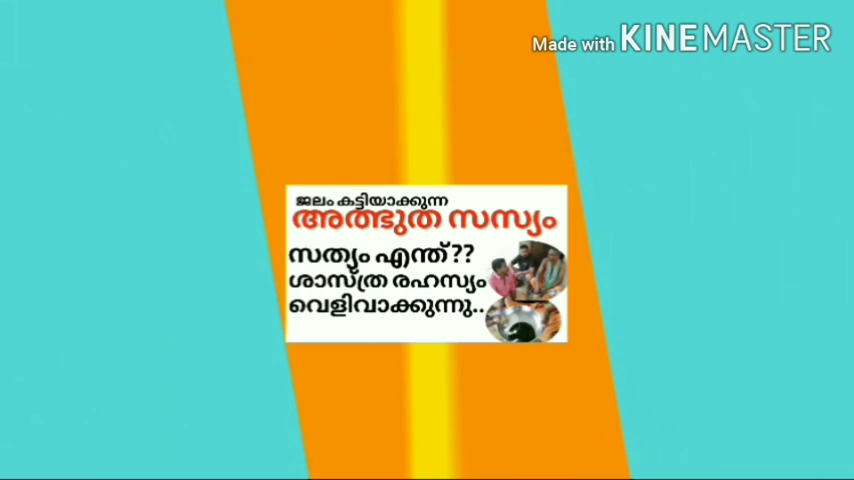 Made with KINEMASTER
ജലം കട്ടിയാക്കുന്ന
അത്ഭുത സസ്യം
സത്യം എന്ത്??
ശാസ്ത്ര രഹസ്യം
വെളിവാക്കുന്നു..